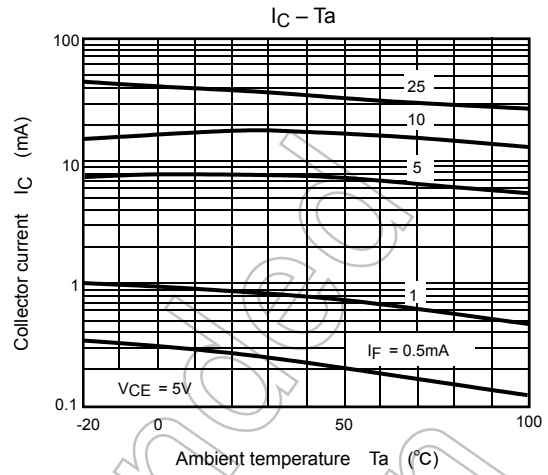 IC – Ta
100
10
1
0.1
Collector current IC (mA)
25
10
5
1
IF = 0.5mA
VCE = 5V
-20 0 50 100
Ambient temperature Ta (°C)